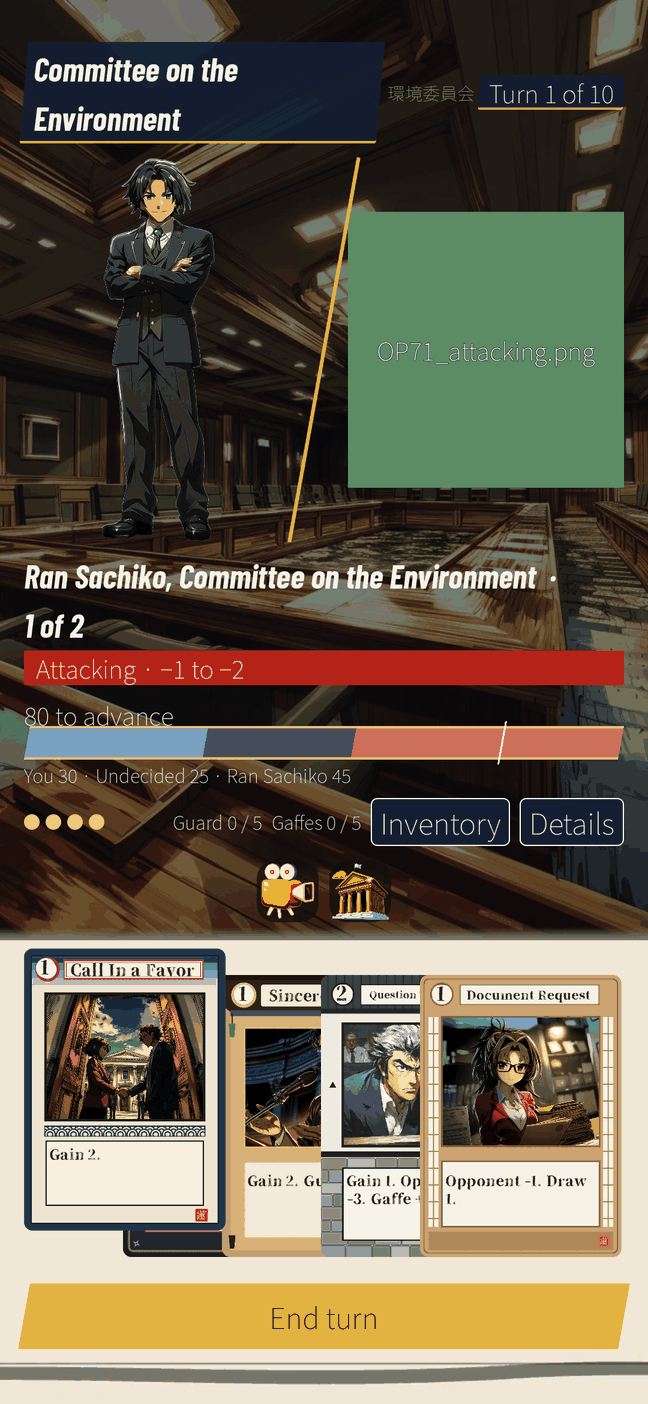 Committee on the
Environment
環境委員会
Turn 1 of 10
OP71_attacking.png
Ran Sachiko, Committee on the Environment ·
1 of 2
Attacking · −1 to −2
80 to advance
You 30 · Undecided 25 · Ran Sachiko 45
Guard 0 / 5 Gaffes 0 / 5
Inventory
Details
1 Call In a Favor
Gain 2.
1 Sincer
Gain 2. Gu
2 Question
Gain 1. Op
-3. Gaffe
1 Document Request
Opponent -1. Draw
1.
End turn